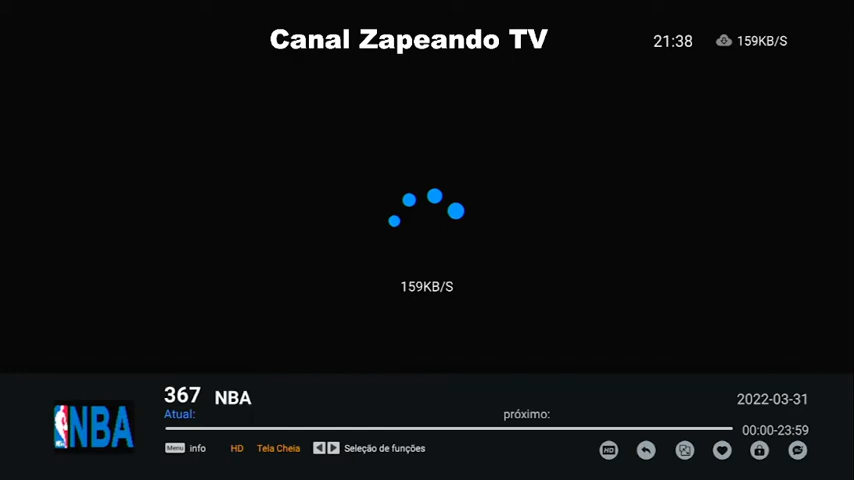 Canal Zapeando TV
21:38
159KB/S
159KB/S
367 NBA
2022-03-31
Atual:
próximo:
00:00-23:59
NBA
Menu info HD Tela Cheia Seleção de funções
HD